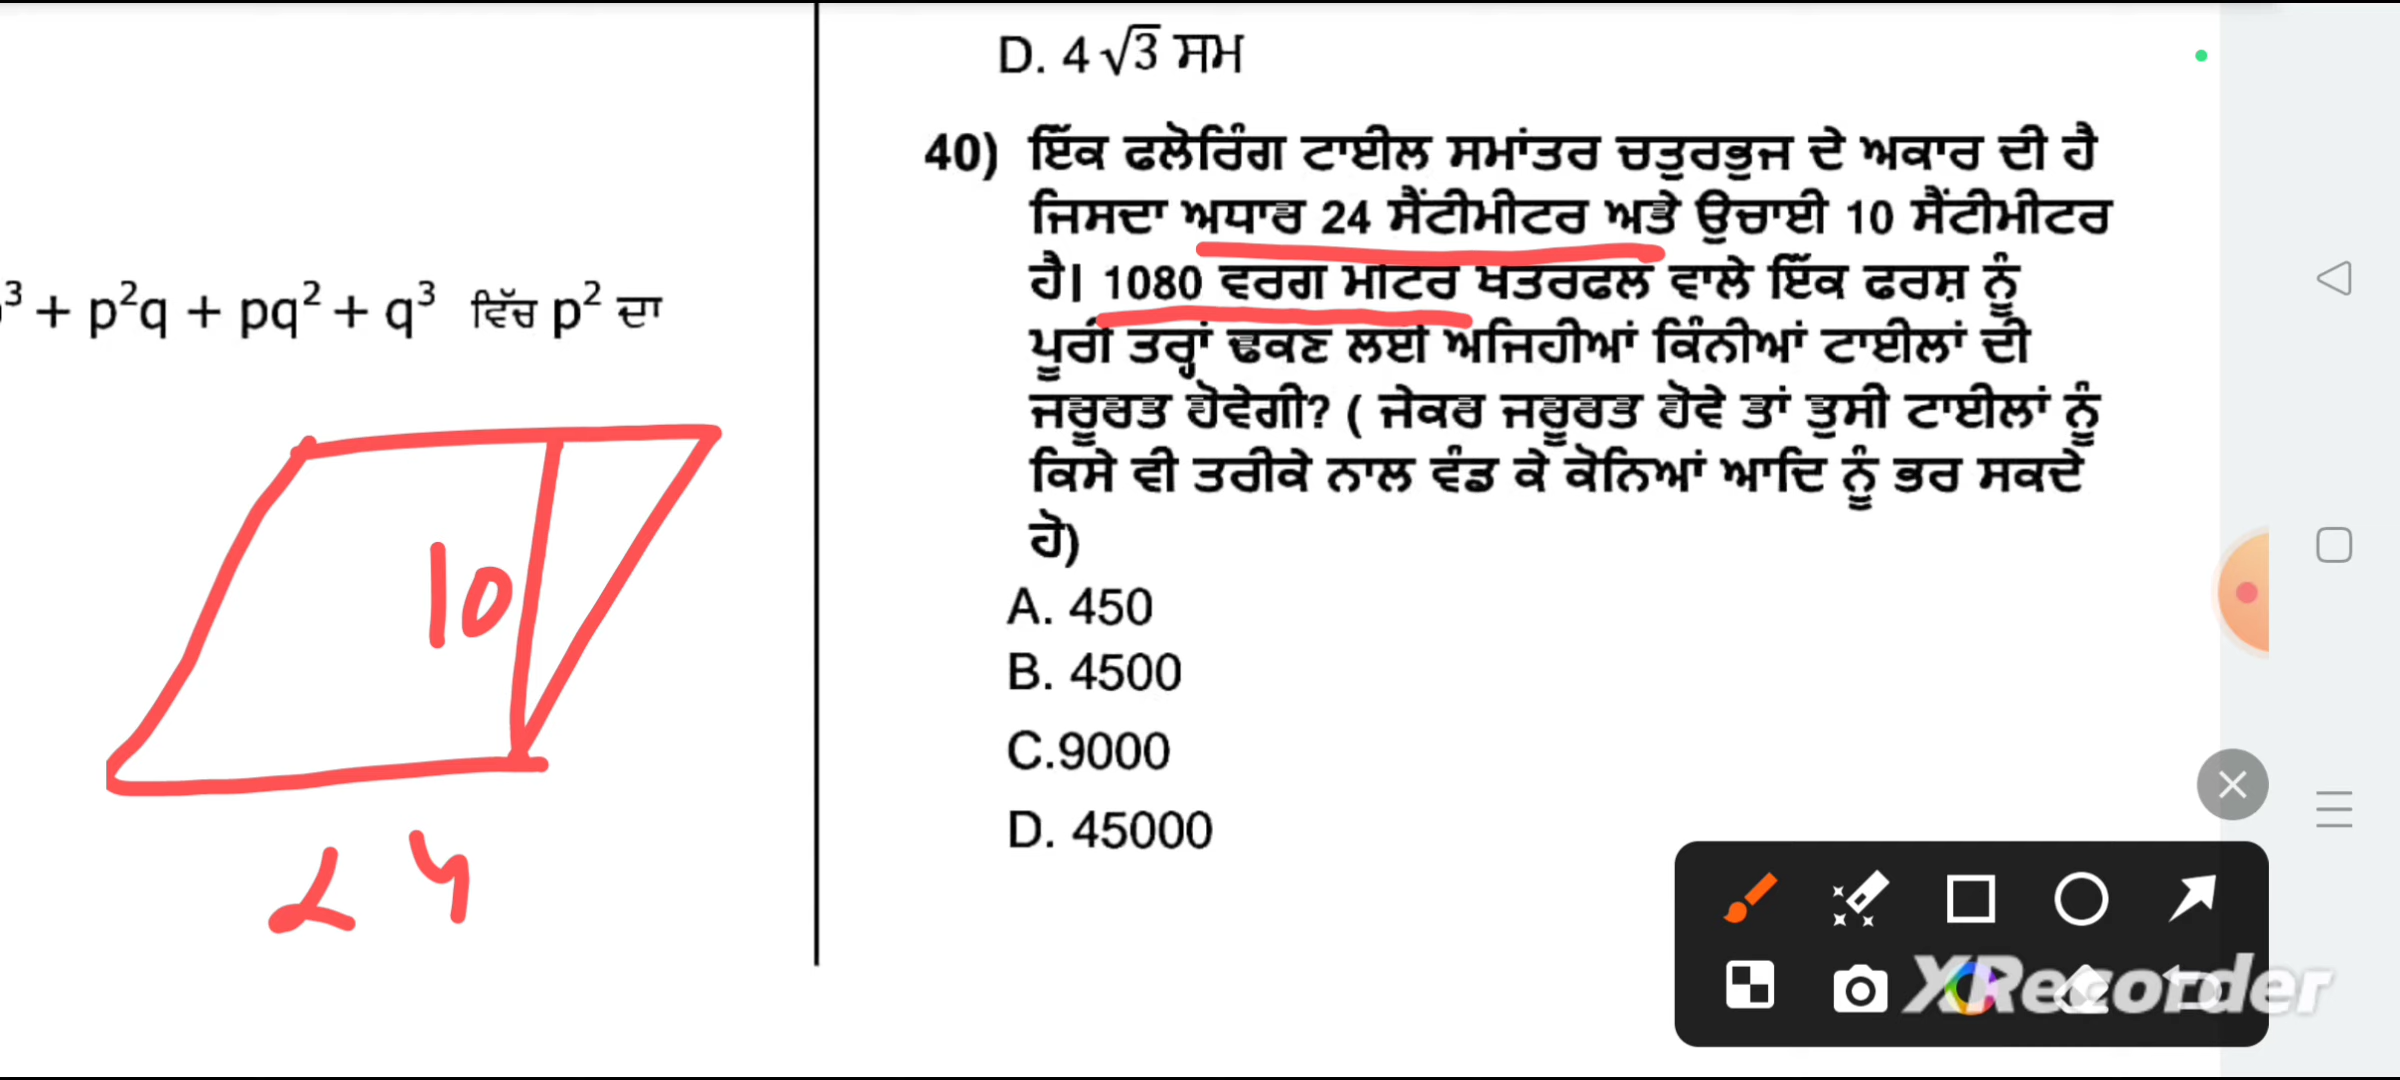 ³ + p²q + pq² + q³ ਵਿੱਚ p² ਦਾ
10
24
D. 4 √3 ਸਮ
40) ਇੱਕ ਫਲੋਰਿੰਗ ਟਾਈਲ ਸਮਾਂਤਰ ਚਤੁਰਭੁਜ ਦੇ ਅਕਾਰ ਦੀ ਹੈ
ਜਿਸਦਾ ਅਧਾਰ 24 ਸੈਂਟੀਮੀਟਰ ਅਤੇ ਉਚਾਈ 10 ਸੈਂਟੀਮੀਟਰ
ਹੈ। 1080 ਵਰਗ ਮੀਟਰ ਖੇਤਰਫਲ ਵਾਲੇ ਇੱਕ ਫਰਸ਼ ਨੂੰ
ਪੂਰੀ ਤਰ੍ਹਾਂ ਢਕਣ ਲਈ ਅਜਿਹੀਆਂ ਕਿੰਨੀਆਂ ਟਾਈਲਾਂ ਦੀ
ਜਰੂਰਤ ਹੋਵੇਗੀ? ( ਜੇਕਰ ਜਰੂਰਤ ਹੋਵੇ ਤਾਂ ਤੁਸੀ ਟਾਈਲਾਂ ਨੂੰ
ਕਿਸੇ ਵੀ ਤਰੀਕੇ ਨਾਲ ਵੰਡ ਕੇ ਕੋਨਿਆਂ ਆਦਿ ਨੂੰ ਭਰ ਸਕਦੇ
ਹੋ)
A. 450
B. 4500
C.9000
D. 45000
XRecorder